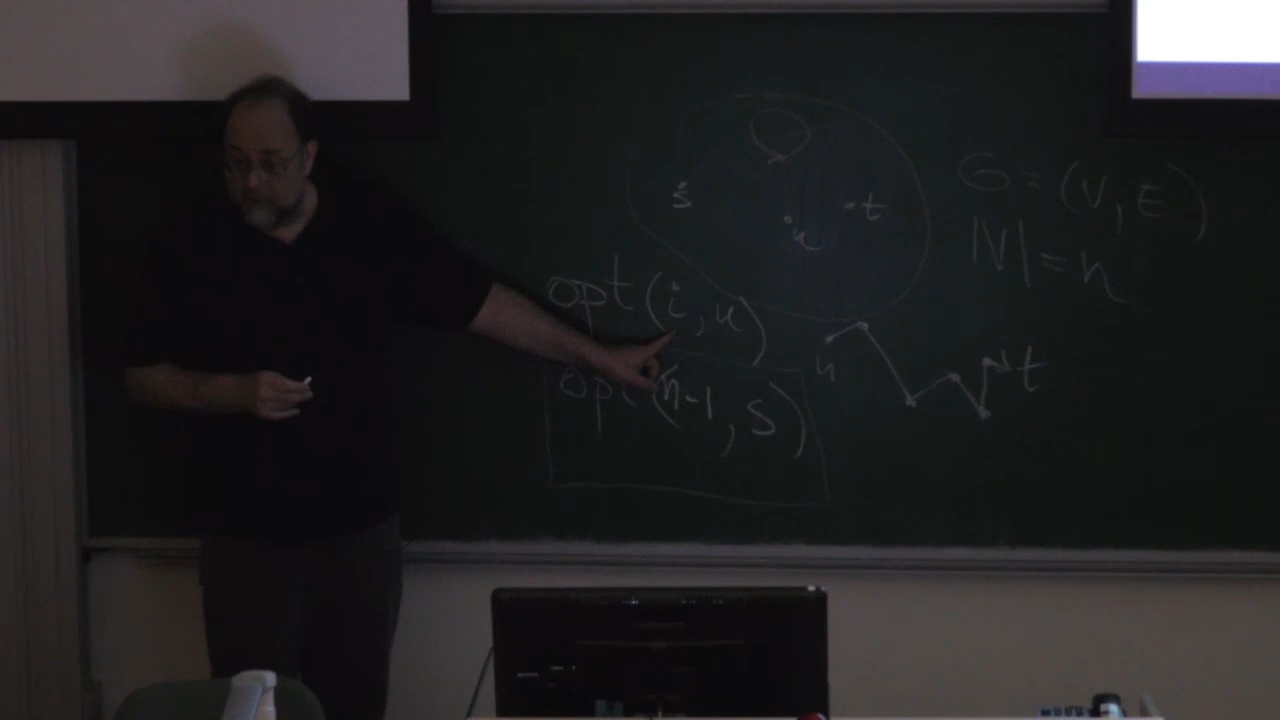 s
u
t
G = (V, E)
|V| = n
opt(i, u)
opt(n-1, s)
u
t